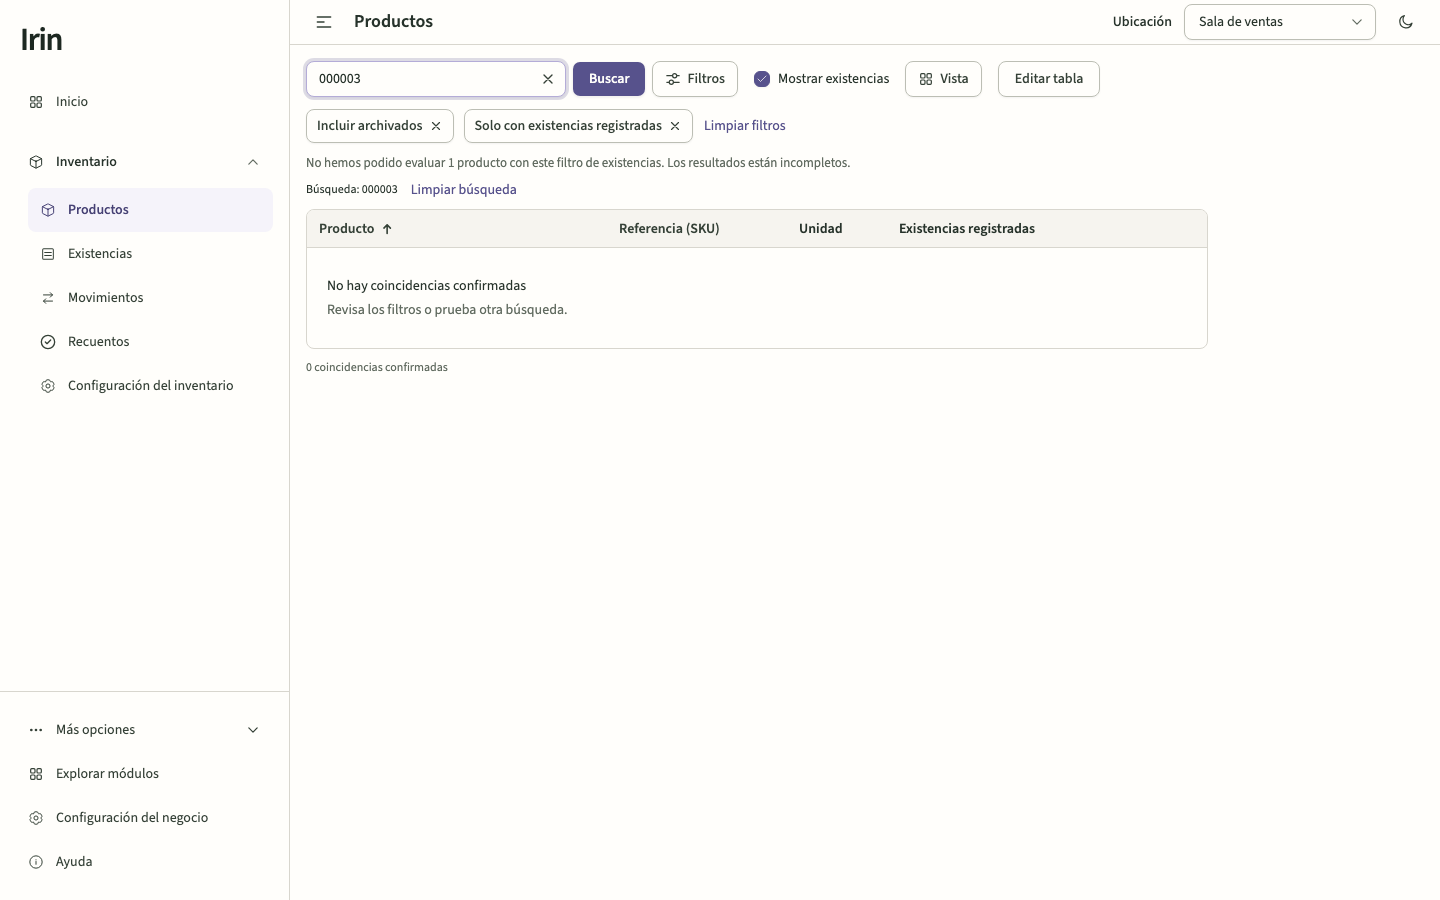 Irin
Inicio
Inventario
Productos
Existencias
Movimientos
Recuentos
Configuración del inventario
Más opciones
Explorar módulos
Configuración del negocio
Ayuda
Productos
Ubicación
Sala de ventas
000003
Buscar
Filtros
Mostrar existencias
Vista
Editar tabla
Incluir archivados
Solo con existencias registradas
Limpiar filtros
No hemos podido evaluar 1 producto con este filtro de existencias. Los resultados están incompletos.
Búsqueda: 000003
Limpiar búsqueda
Producto
Referencia (SKU)
Unidad
Existencias registradas
No hay coincidencias confirmadas
Revisa los filtros o prueba otra búsqueda.
0 coincidencias confirmadas